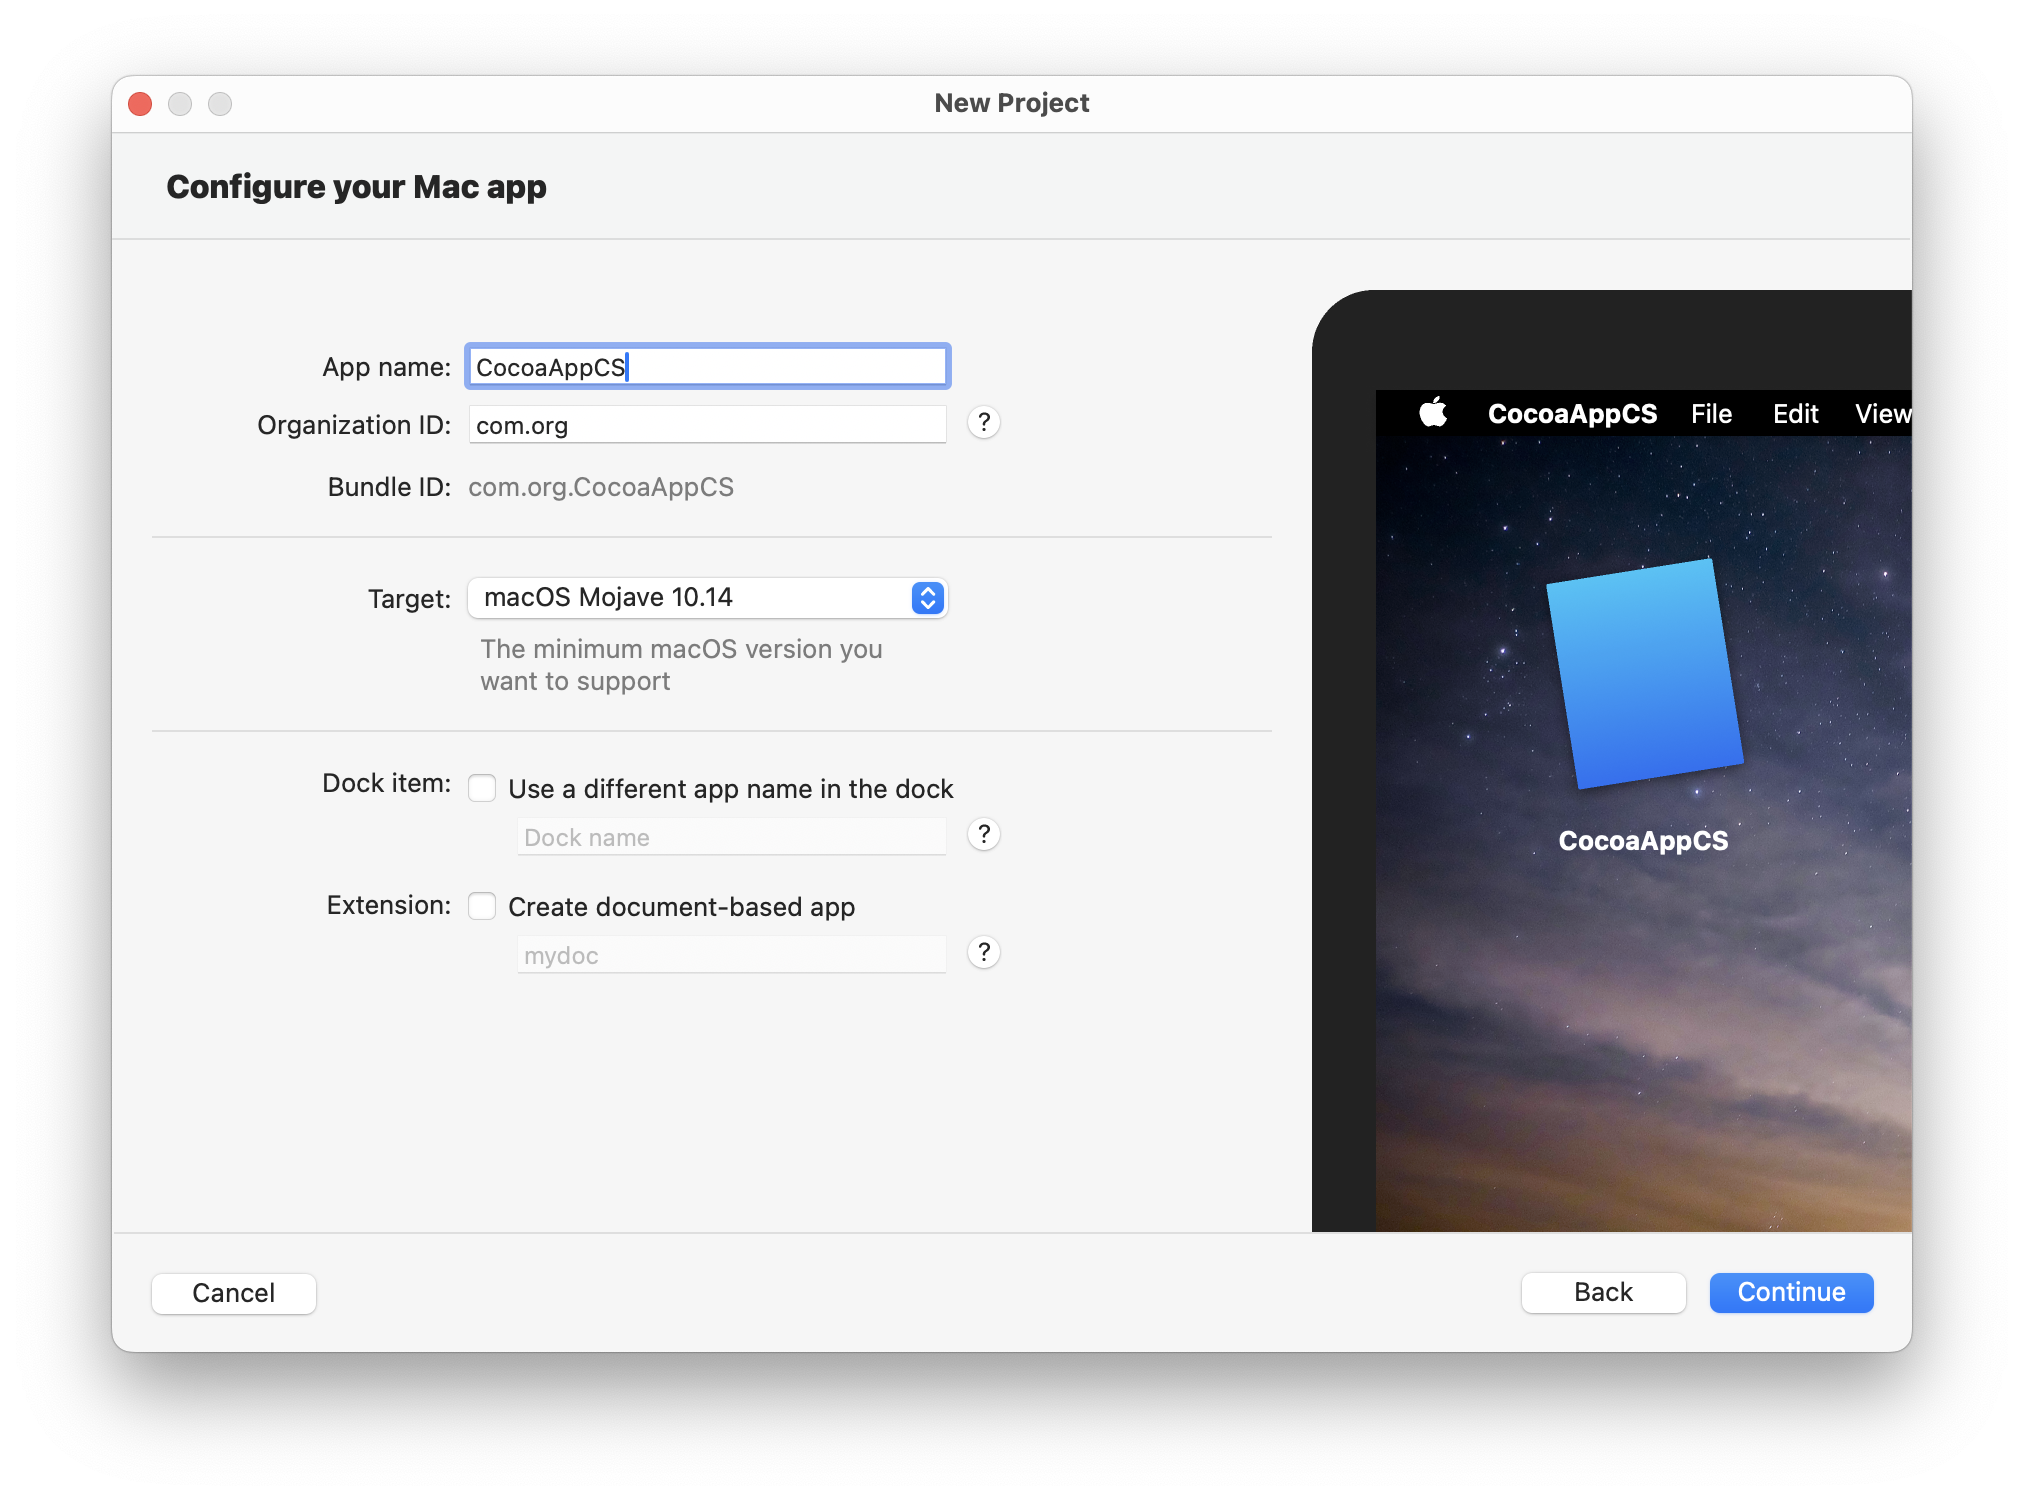 New Project
Configure your Mac app
App name: CocoaAppCS
Organization ID: com.org ?
Bundle ID: com.org.CocoaAppCS
Target: macOS Mojave 10.14
The minimum macOS version you
want to support
Dock item: Use a different app name in the dock
Dock name ?
Extension: Create document-based app
mydoc ?
CocoaAppCS File Edit View
CocoaAppCS
Cancel Back Continue